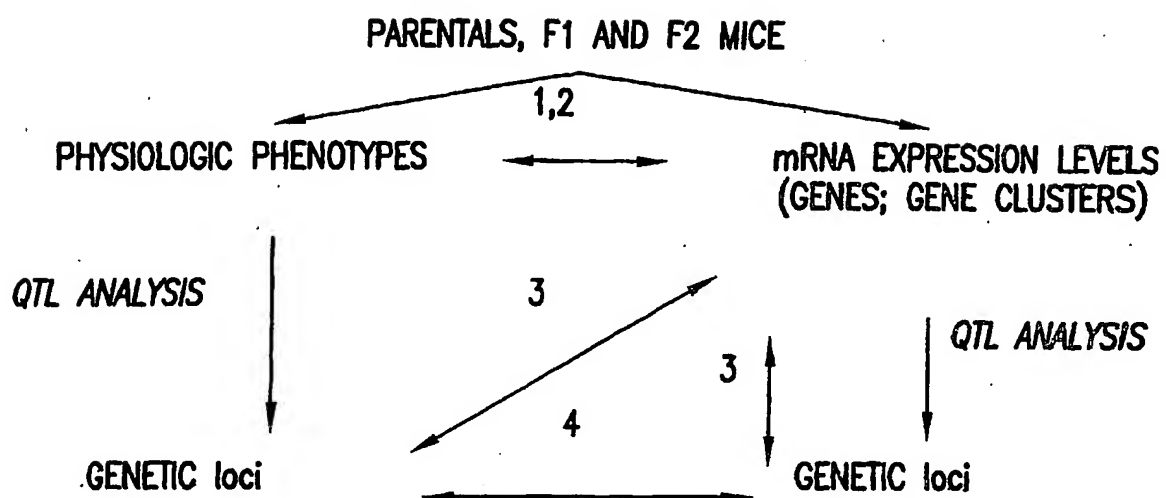 PARENTALS, F1 AND F2 MICE
1,2
PHYSIOLOGIC PHENOTYPES
mRNA EXPRESSION LEVELS
(GENES; GENE CLUSTERS)
QTL ANALYSIS
3
QTL ANALYSIS
3
4
GENETIC loci
GENETIC loci